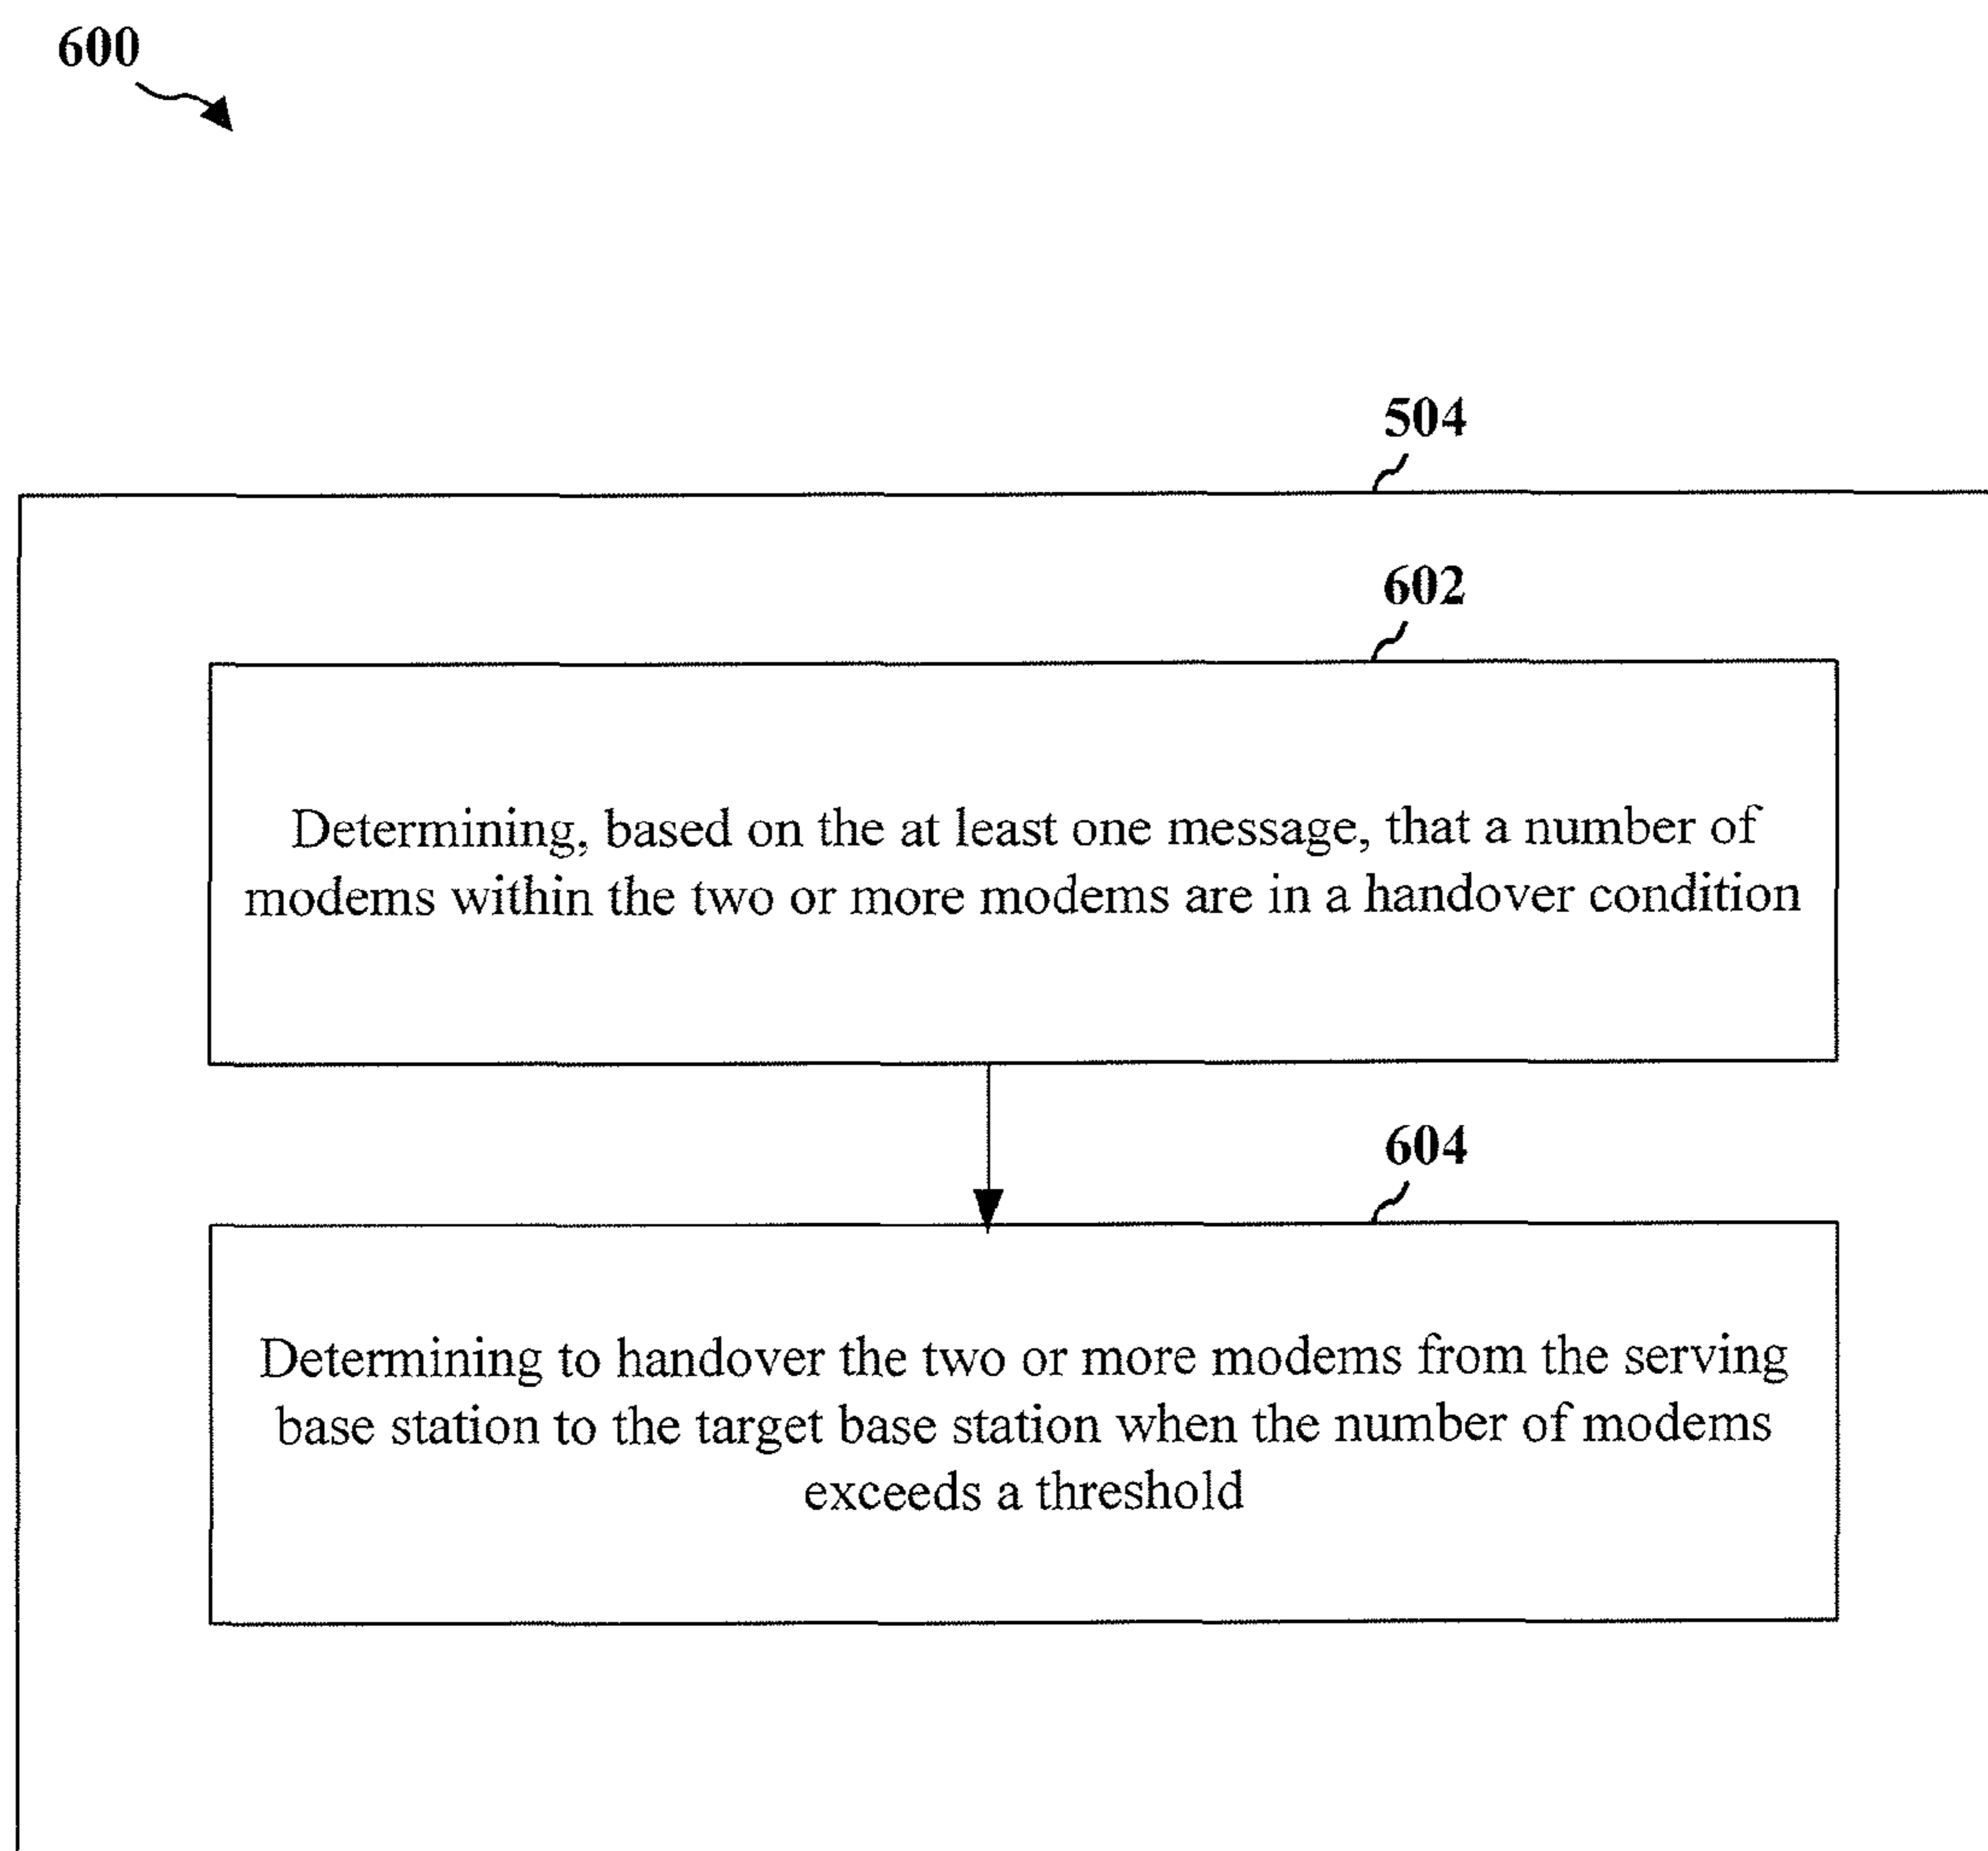 600
504
602
Determining, based on the at least one message, that a number of
modems within the two or more modems are in a handover condition
604
Determining to handover the two or more modems from the serving
base station to the target base station when the number of modems
exceeds a threshold